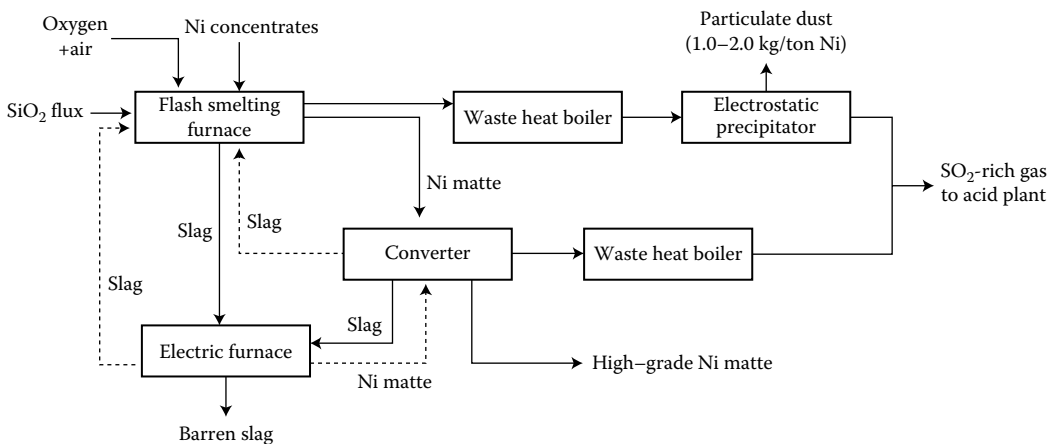 Oxygen
+air
Ni concentrates
Particulate dust
(1.0–2.0 kg/ton Ni)
SiO₂ flux
Flash smelting
furnace
Waste heat boiler
Electrostatic
precipitator
Ni matte
SO₂-rich gas
to acid plant
Slag
Slag
Converter
Waste heat boiler
Slag
Slag
Electric furnace
Ni matte
High–grade Ni matte
Barren slag